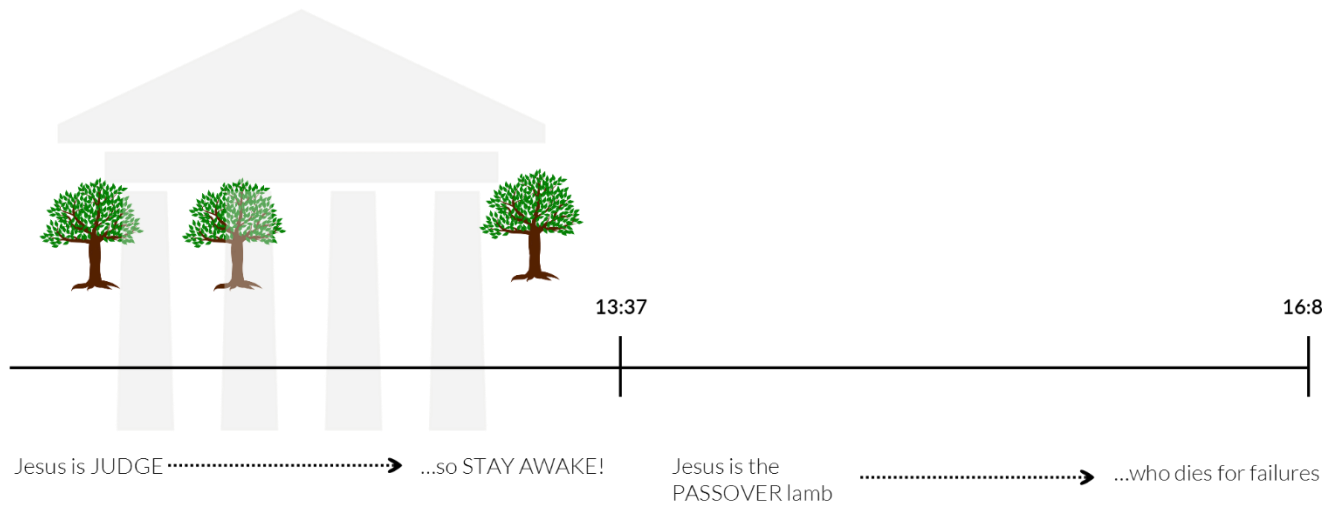 13:37
16:8
Jesus is JUDGE
...so STAY AWAKE!
Jesus is the
PASSOVER lamb
...who dies for failures